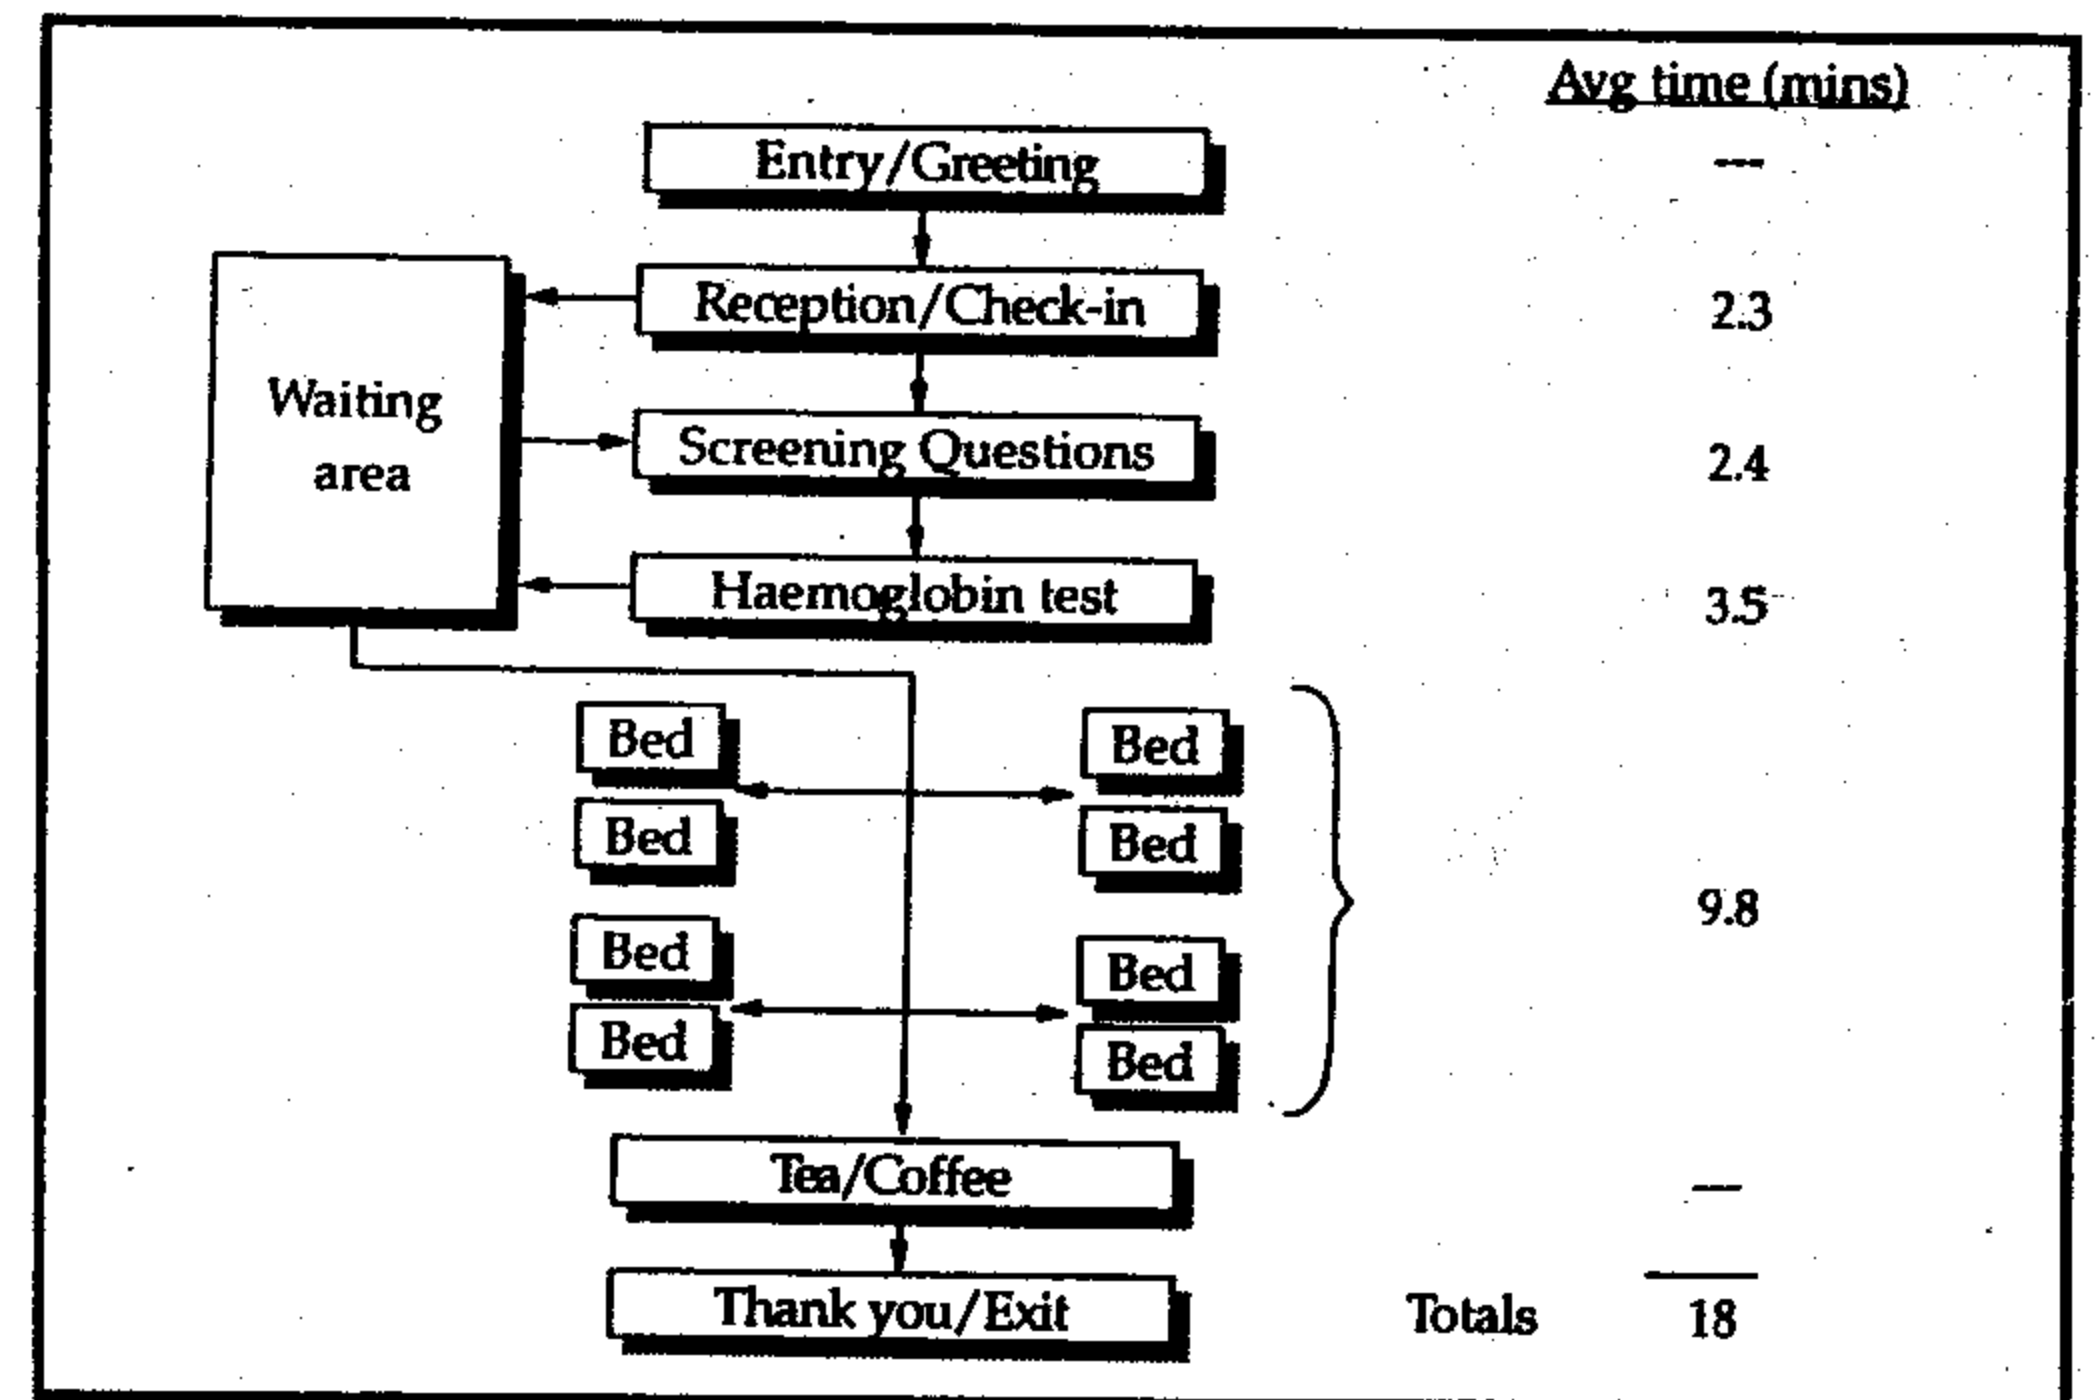 Avg time (mins)
Entry/Greeting ---
Reception/Check-in 2.3
Waiting
area
Screening Questions 2.4
Haemoglobin test 3.5
Bed Bed
Bed Bed
9.8
Bed Bed
Bed Bed
Tea/Coffee ---
Thank you/Exit Totals 18